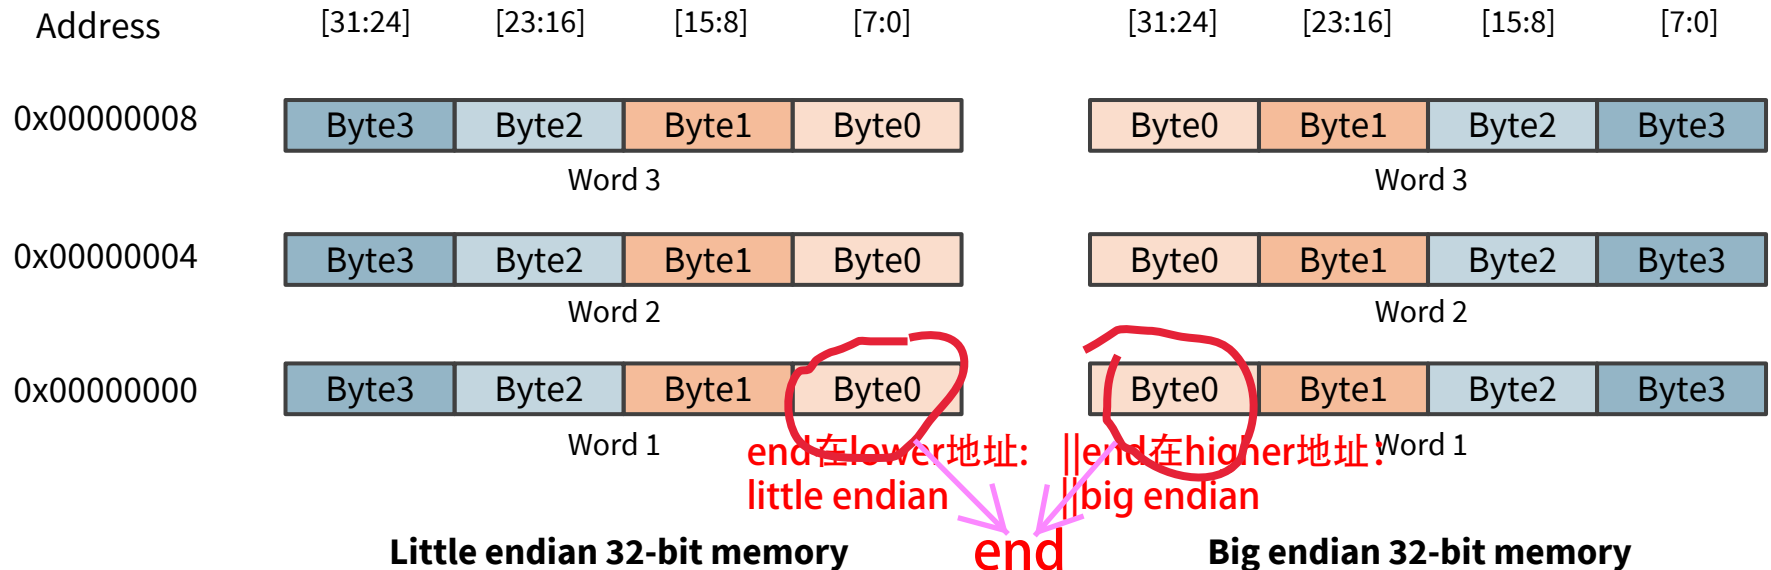 Address [31:24] [23:16] [15:8] [7:0] [31:24] [23:16] [15:8] [7:0]
0x00000008 Byte3 Byte2 Byte1 Byte0 Byte0 Byte1 Byte2 Byte3
Word 3 Word 3
0x00000004 Byte3 Byte2 Byte1 Byte0 Byte0 Byte1 Byte2 Byte3
Word 2 Word 2
0x00000000 Byte3 Byte2 Byte1 Byte0 Byte0 Byte1 Byte2 Byte3
Word 1 Word 1
end在lower地址: ||end在higher地址:
little endian ||big endian
end
Little endian 32-bit memory Big endian 32-bit memory